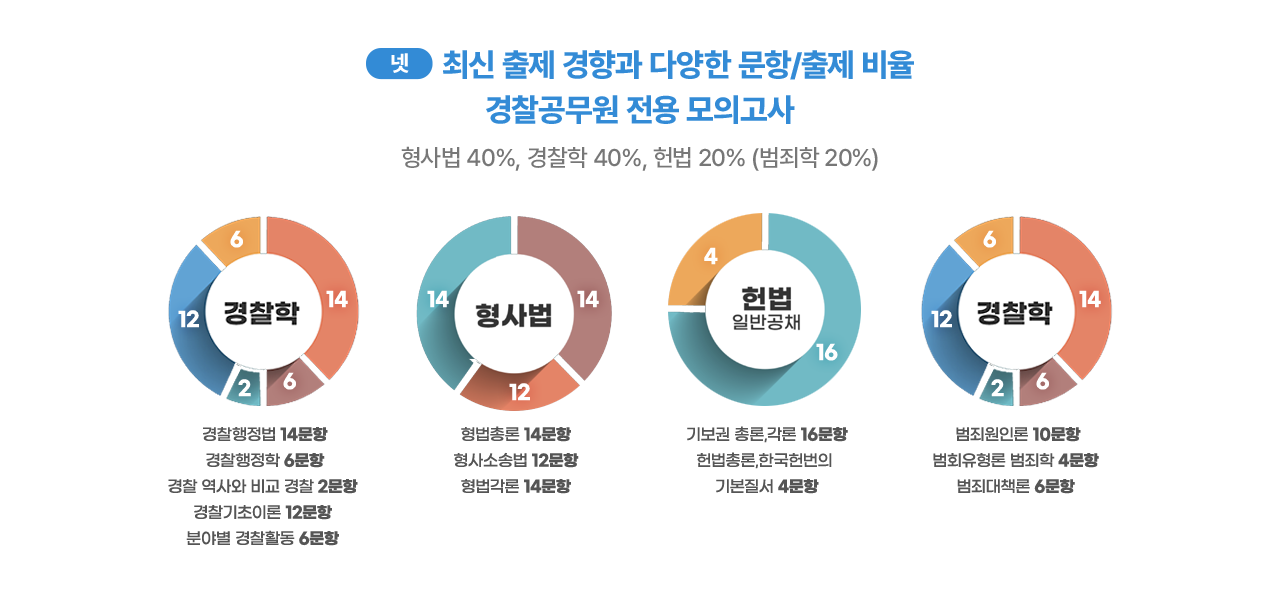 넷 최신 출제 경향과 다양한 문항/출제 비율
경찰공무원 전용 모의고사
형사법 40%, 경찰학 40%, 헌법 20% (범죄학 20%)
6
14
12
경찰학
2
6
경찰행정법 14문항
경찰행정학 6문항
경찰 역사와 비교 경찰 2문항
경찰기초이론 12문항
분야별 경찰활동 6문항
14
14
형사법
12
형법총론 14문항
형사소송법 12문항
형법각론 14문항
4
헌법
일반공채
16
기보권 총론,각론 16문항
헌법총론,한국헌번의
기본질서 4문항
6
14
12
경찰학
2
6
범죄원인론 10문항
범회유형론 범죄학 4문항
범죄대책론 6문항